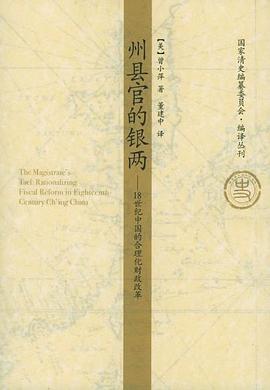 国家清史编纂委员会·编译丛刊
[美] 曾小萍 著
董建中 译
州县官的银两
——18世纪中国的合理化财政改革
The Magistrate's
Tael: Rationalizing
Fiscal Reform in Eighteenth
Century Ch'ing China